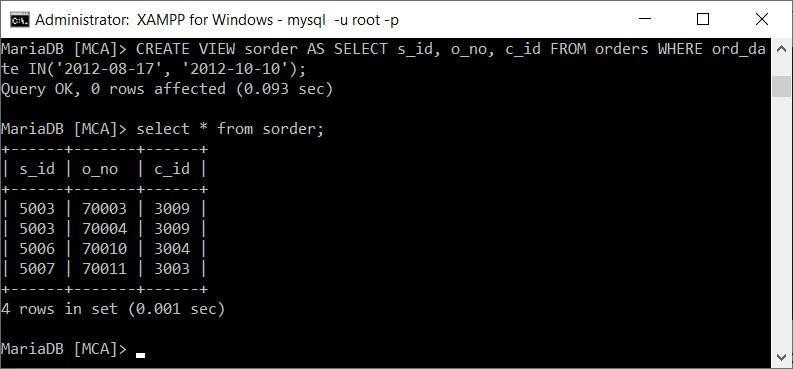 Administrator: XAMPP for Windows - mysql  -u root -p
MariaDB [MCA]> CREATE VIEW sorder AS SELECT s_id, o_no, c_id FROM orders WHERE ord_da
te IN('2012-08-17', '2012-10-10');
Query OK, 0 rows affected (0.093 sec)
MariaDB [MCA]> select * from sorder;
+------+-------+------+
| s_id | o_no  | c_id |
+------+-------+------+
| 5003 | 70003 | 3009 |
| 5003 | 70004 | 3009 |
| 5006 | 70010 | 3004 |
| 5007 | 70011 | 3003 |
+------+-------+------+
4 rows in set (0.001 sec)
MariaDB [MCA]>